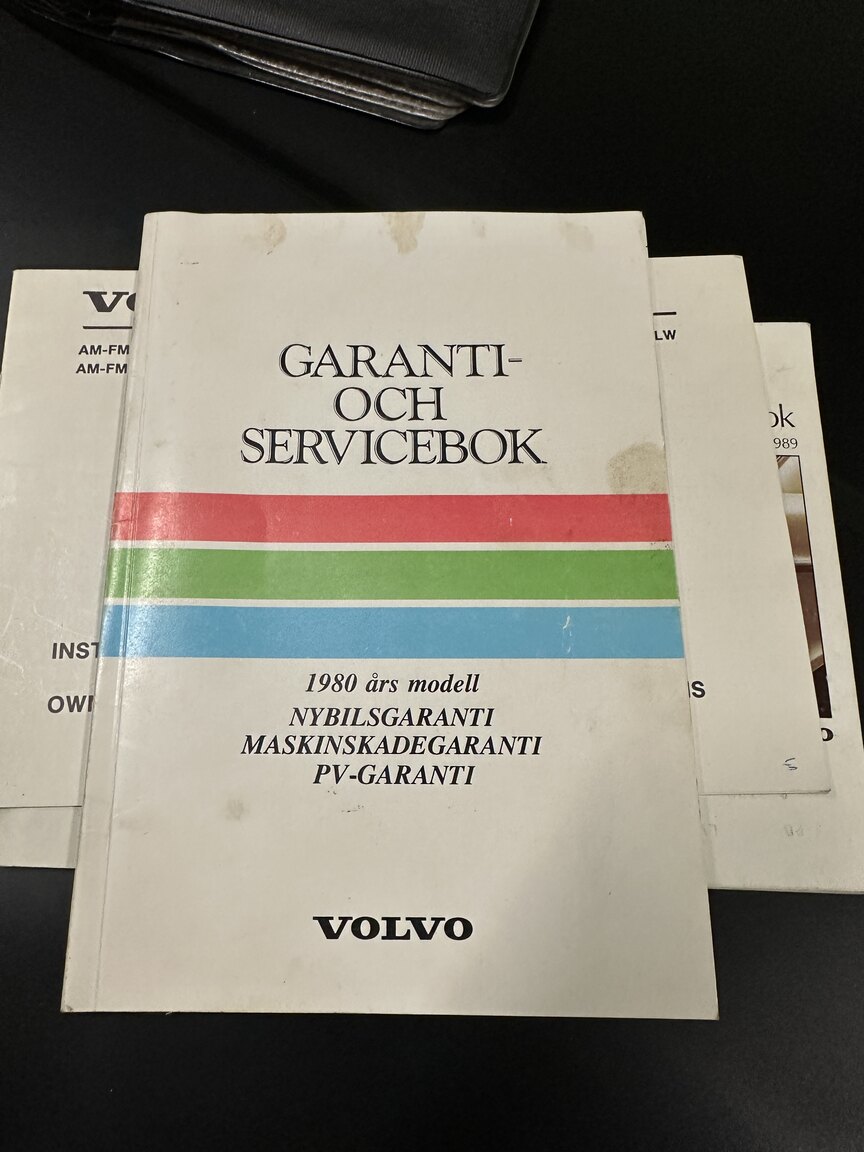 AM-FM
AM-FM
INST
OWN
GARANTI-
OCH
SERVICEBOK
1980 års modell
NYBILSGARANTI
MASKINSKADEGARANTI
PV-GARANTI
VOLVO
LW
ok
989